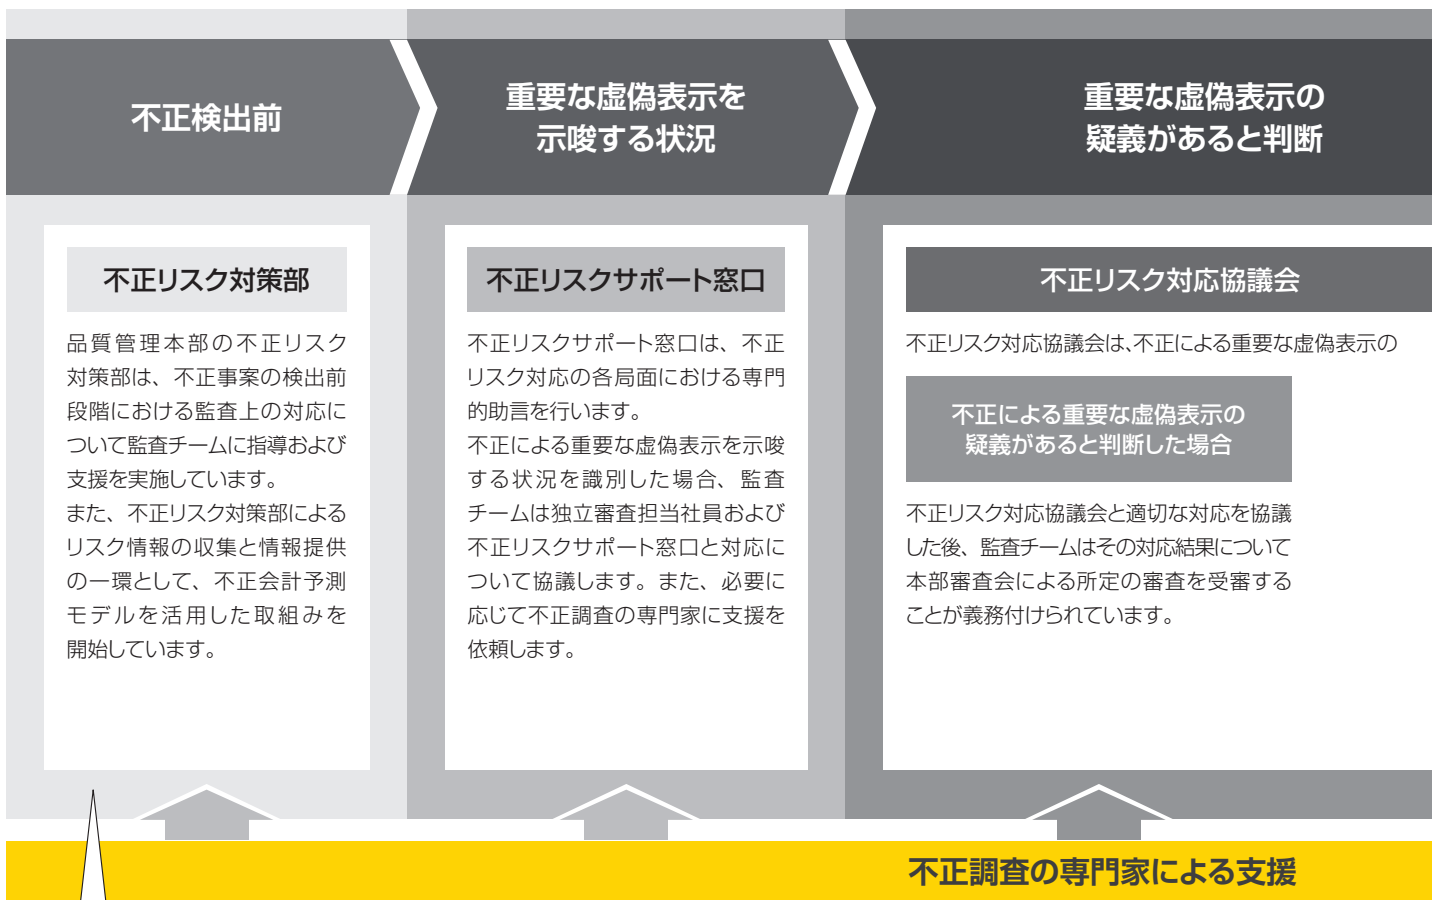 不正検出前
重要な虚偽表示を
示唆する状況
重要な虚偽表示の
疑義があると判断
不正リスク対策部
品質管理本部の不正リスク
対策部は、不正事案の検出前
段階における監査上の対応に
ついて監査チームに指導および
支援を実施しています。
また、不正リスク対策部による
リスク情報の収集と情報提供
の一環として、不正会計予測
モデルを活用した取組みを
開始しています。
不正リスクサポート窓口
不正リスクサポート窓口は、不正
リスク対応の各局面における専門
的助言を行います。
不正による重要な虚偽表示を示唆
する状況を識別した場合、監査
チームは独立審査担当社員および
不正リスクサポート窓口と対応に
ついて協議します。また、必要に
応じて不正調査の専門家に支援を
依頼します。
不正リスク対応協議会
不正リスク対応協議会は、不正による重要な虚偽表示の
不正による重要な虚偽表示の
疑義があると判断した場合
不正リスク対応協議会と適切な対応を協議
した後、監査チームはその対応結果について
本部審査会による所定の審査を受審する
ことが義務付けられています。
不正調査の専門家による支援